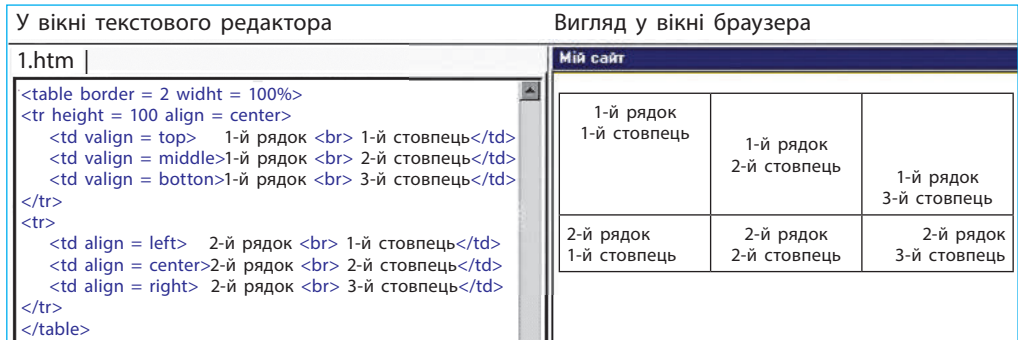 У вікні текстового редактора
Вигляд у вікні браузера
1.htm |
<table border = 2 widht = 100%>
<tr height = 100 align = center>
<td valign = top> 1-й рядок <br> 1-й стовпець</td>
<td valign = middle>1-й рядок <br> 2-й стовпець</td>
<td valign = botton>1-й рядок <br> 3-й стовпець</td>
</tr>
<tr>
<td align = left> 2-й рядок <br> 1-й стовпець</td>
<td align = center>2-й рядок <br> 2-й стовпець</td>
<td align = right> 2-й рядок <br> 3-й стовпець</td>
</tr>
</table>
Мій сайт
1-й рядок
1-й стовпець
1-й рядок
2-й стовпець
1-й рядок
3-й стовпець
2-й рядок
1-й стовпець
2-й рядок
2-й стовпець
2-й рядок
3-й стовпець